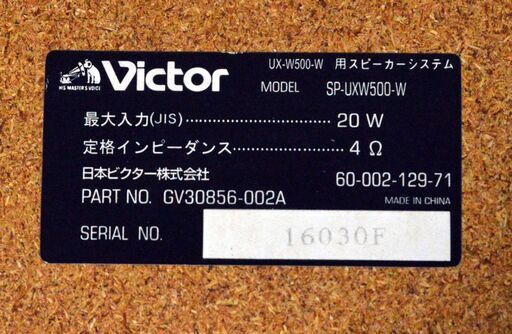 HIS MASTER'S VOICE
Victor
UX-W500-W 用スピーカーシステム
MODEL SP-UXW500-W
最大入力(JIS)……………………20 W
定格インピーダンス………………4 Ω
日本ビクター株式会社 60-002-129-71
PART NO. GV30856-002A MADE IN CHINA
SERIAL NO. 16030F